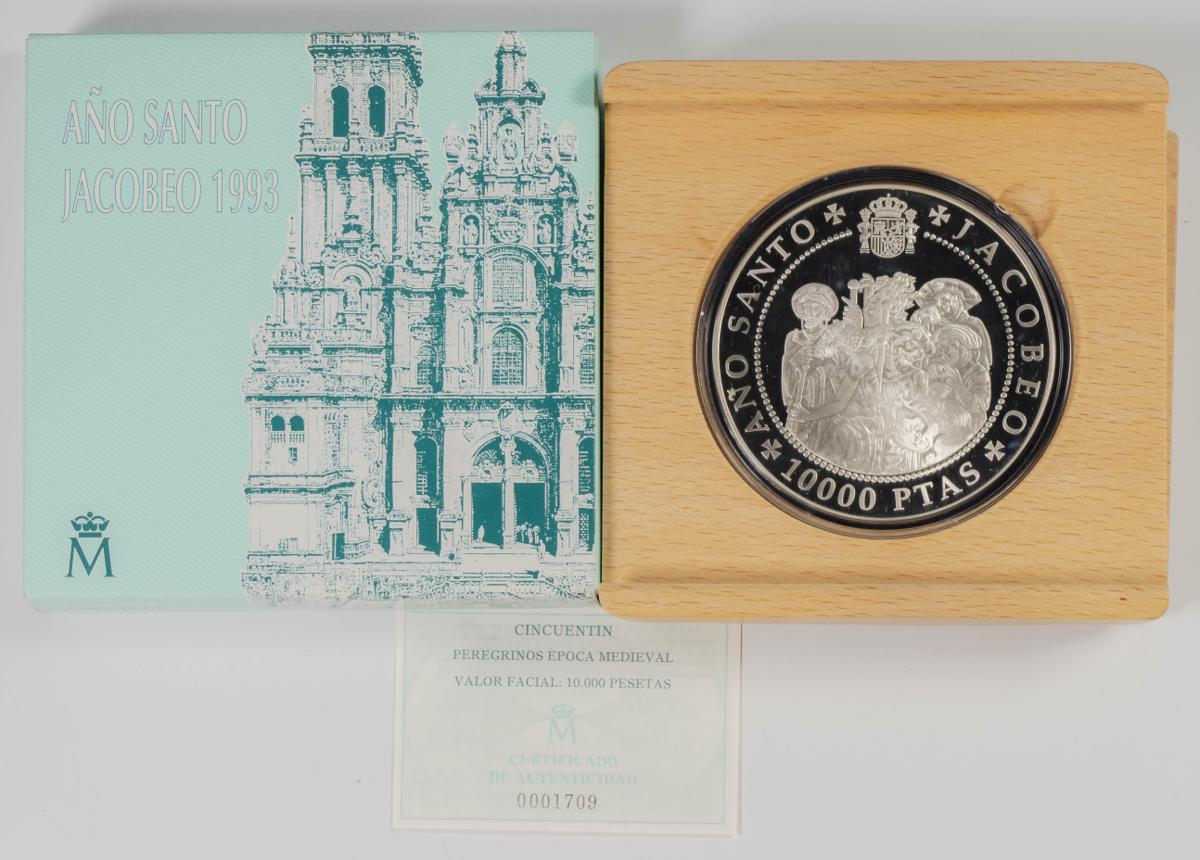 AÑO SANTO
JACOBEO 1993
M
AÑO SANTO ✠ ✠ JACOBEO
✠ 10000 PTAS ✠
CINCUENTIN
PEREGRINOS EPOCA MEDIEVAL
VALOR FACIAL: 10.000 PESETAS
M
CERTIFICADO
DE AUTENTICIDAD
0001709